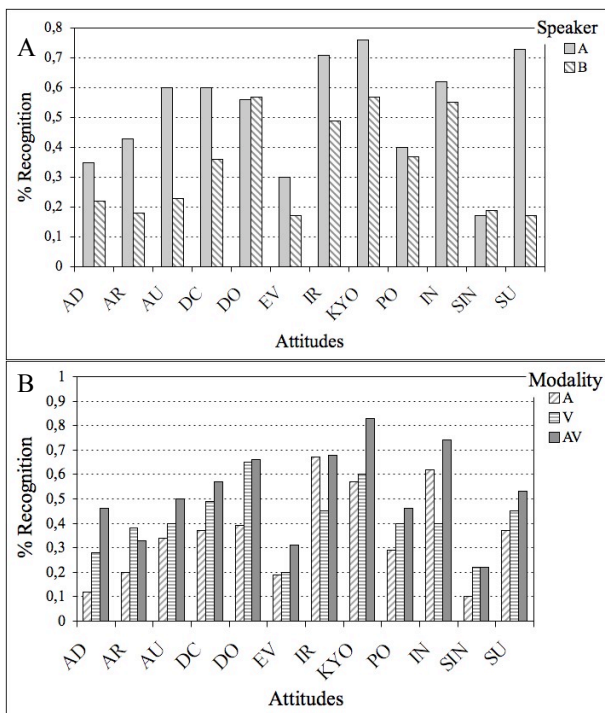 A
Speaker
A
B
% Recognition
0,8
0,7
0,6
0,5
0,4
0,3
0,2
0,1
0
AD AR AU DC DO EV IR KYO PO IN SIN SU
Attitudes
B
Modality
A
V
AV
% Recognition
1
0,9
0,8
0,7
0,6
0,5
0,4
0,3
0,2
0,1
0
AD AR AU DC DO EV IR KYO PO IN SIN SU
Attitudes